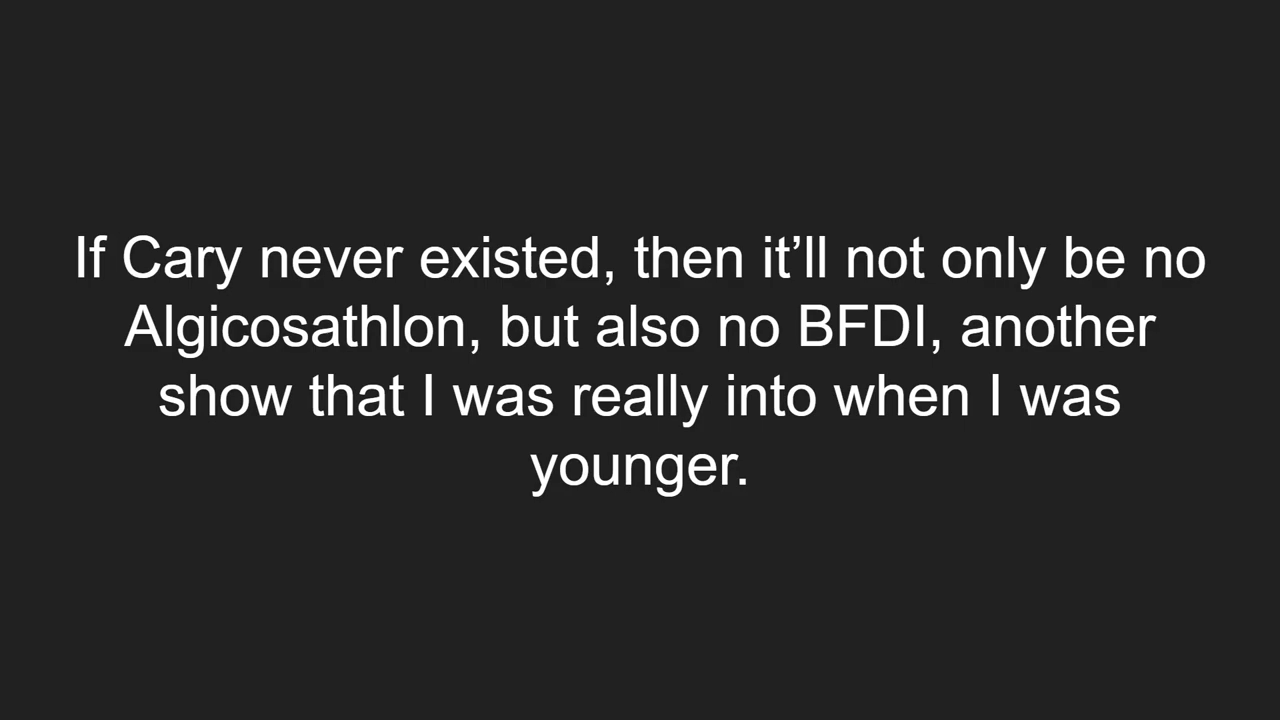 If Cary never existed, then it’ll not only be no
Algicosathlon, but also no BFDI, another
show that I was really into when I was
younger.